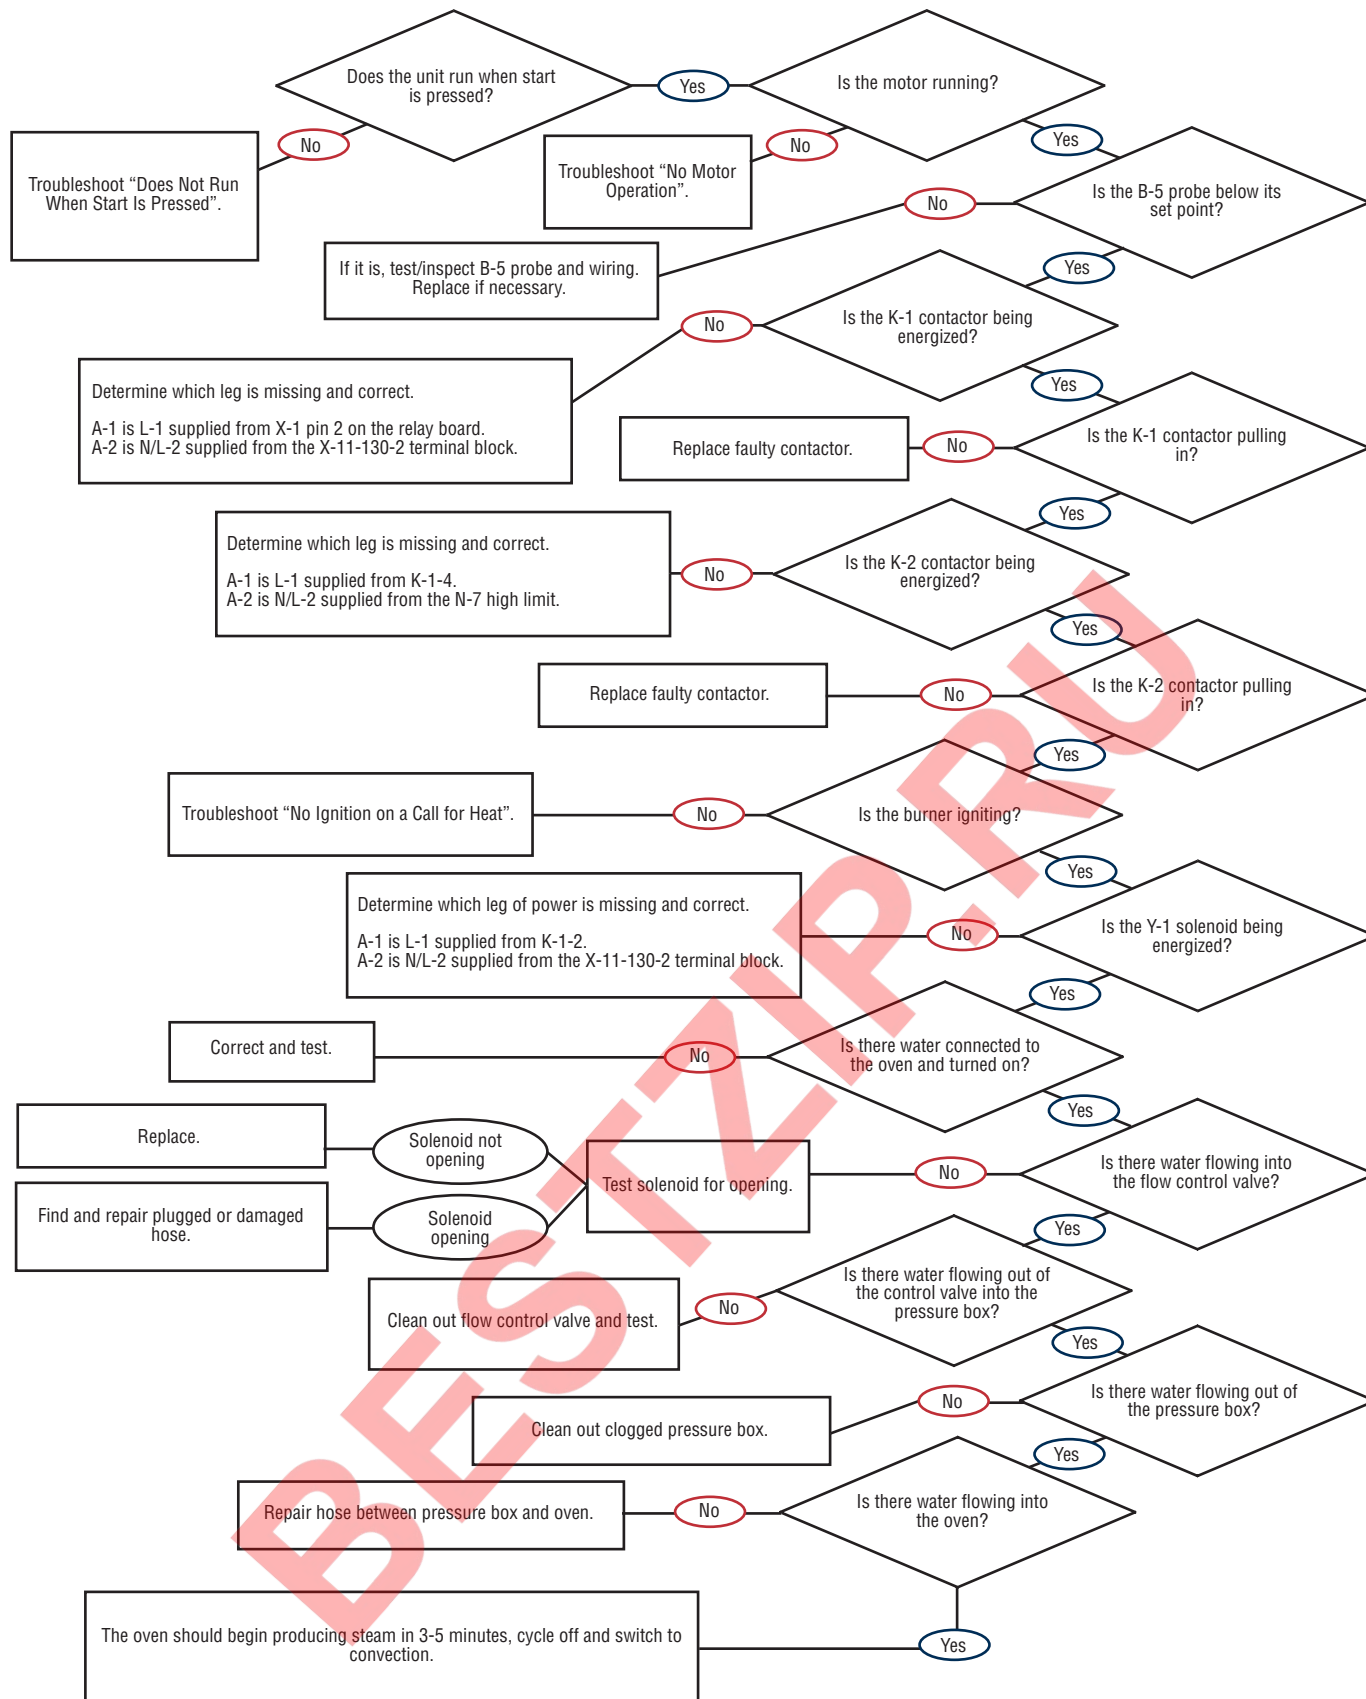 Does the unit run when start
is pressed?
Yes
Is the motor running?
No
Troubleshoot “Does Not Run
When Start Is Pressed”.
No
Troubleshoot “No Motor
Operation”.
Yes
Is the B-5 probe below its
set point?
No
If it is, test/inspect B-5 probe and wiring.
Replace if necessary.
Yes
Is the K-1 contactor being
energized?
No
Determine which leg is missing and correct.
A-1 is L-1 supplied from X-1 pin 2 on the relay board.
A-2 is N/L-2 supplied from the X-11-130-2 terminal block.
Yes
Is the K-1 contactor pulling
in?
No
Replace faulty contactor.
Yes
Is the K-2 contactor being
energized?
No
Determine which leg is missing and correct.
A-1 is L-1 supplied from K-1-4.
A-2 is N/L-2 supplied from the N-7 high limit.
Yes
Is the K-2 contactor pulling
in?
No
Replace faulty contactor.
Yes
Is the burner igniting?
No
Troubleshoot “No Ignition on a Call for Heat”.
Yes
Is the Y-1 solenoid being
energized?
No
Determine which leg of power is missing and correct.
A-1 is L-1 supplied from K-1-2.
A-2 is N/L-2 supplied from the X-11-130-2 terminal block.
Yes
Is there water connected to
the oven and turned on?
No
Correct and test.
Yes
Is there water flowing into
the flow control valve?
No
Test solenoid for opening.
Solenoid not
opening
Replace.
Solenoid
opening
Find and repair plugged or damaged
hose.
Yes
Is there water flowing out of
the control valve into the
pressure box?
No
Clean out flow control valve and test.
Yes
Is there water flowing out of
the pressure box?
No
Clean out clogged pressure box.
Yes
Is there water flowing into
the oven?
No
Repair hose between pressure box and oven.
Yes
The oven should begin producing steam in 3-5 minutes, cycle off and switch to
convection.
BESTZIP.RU